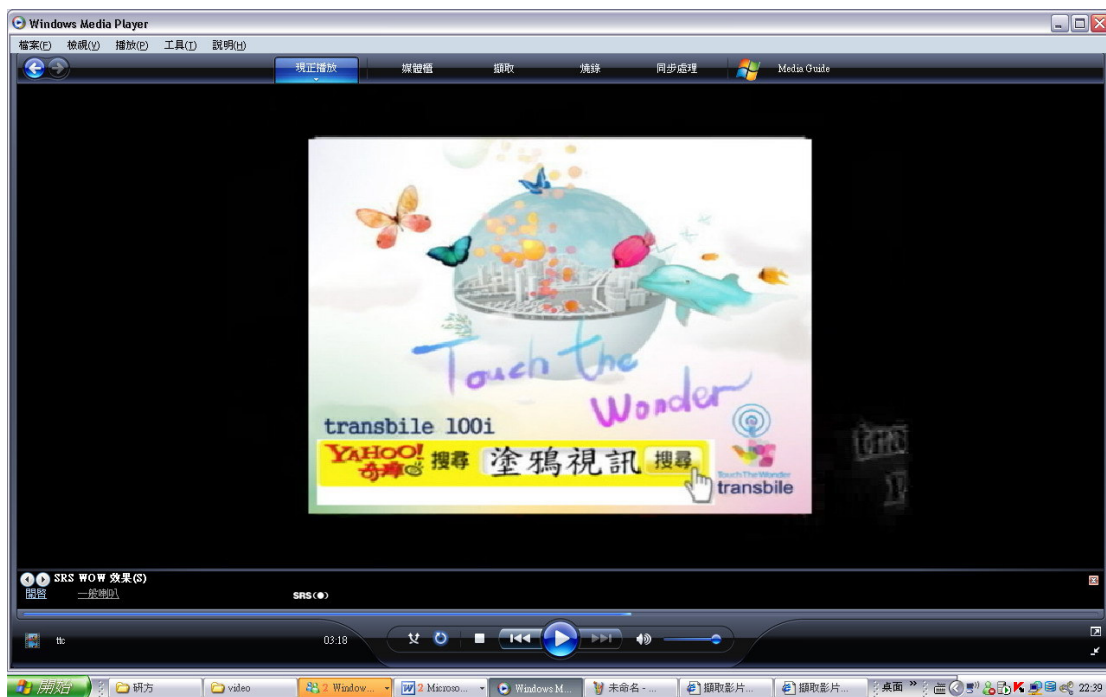 Windows Media Player
檔案(F) 檢視(V) 播放(P) 工具(T) 說明(H)
現正播放 媒體櫃 擷取 燒錄 同步處理 Media Guide
Touch the
Wonder
transbile 100i
YAHOO!
奇摩 搜尋 塗鴉視訊 搜尋
Touch The Wonder
transbile
SRS WOW 效果(S)
開啟 一般喇叭 SRS(●)
ttc 03:18
開始 研方 video 2 Window... 2 Microso... Windows M... 未命名 - ... 擷取影片... 擷取影片... 桌面 » 22:39